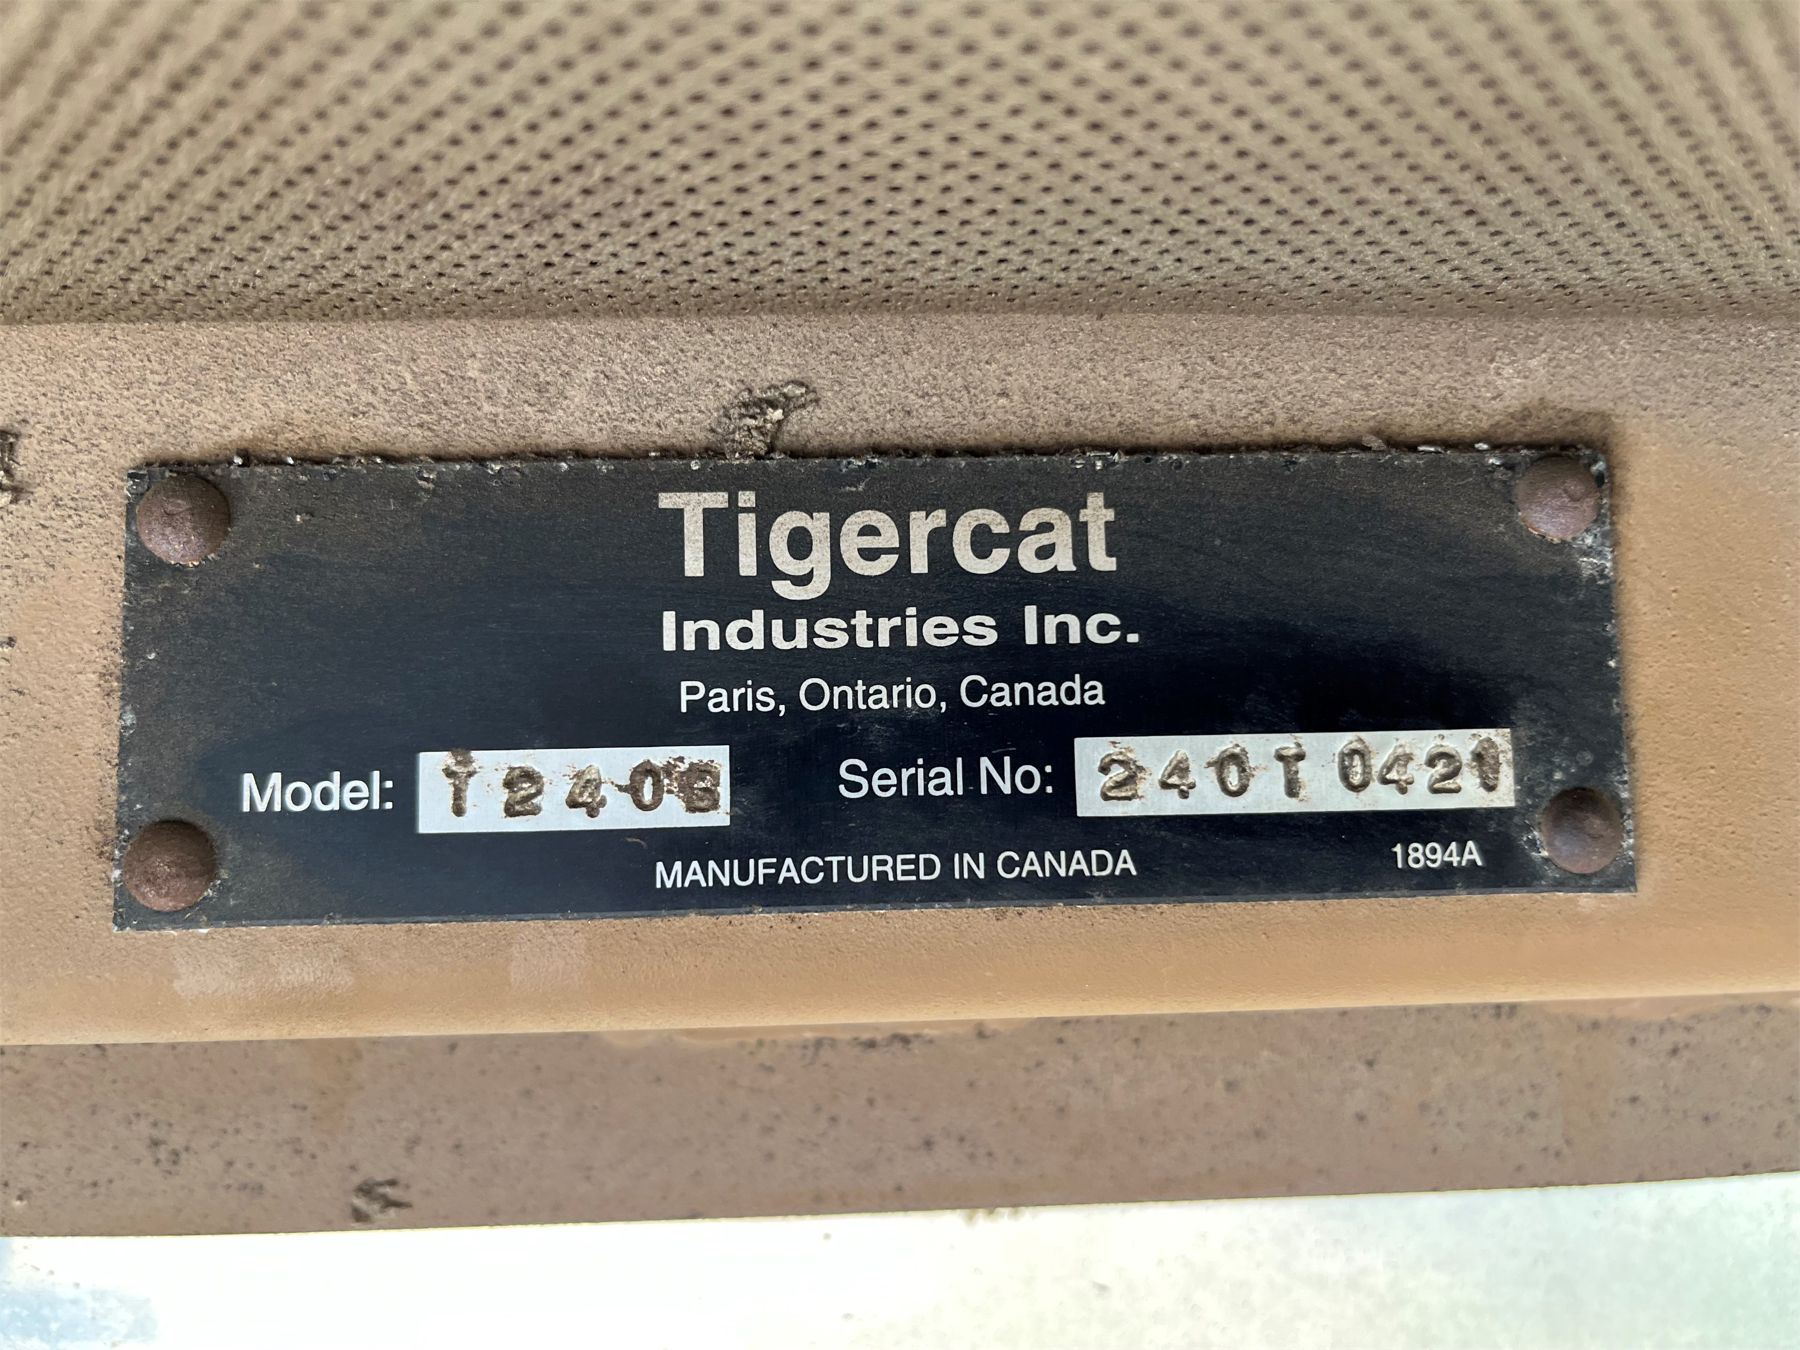 Tigercat
Industries Inc.
Paris, Ontario, Canada
Model: T240B Serial No: 240T0421
MANUFACTURED IN CANADA 1894A